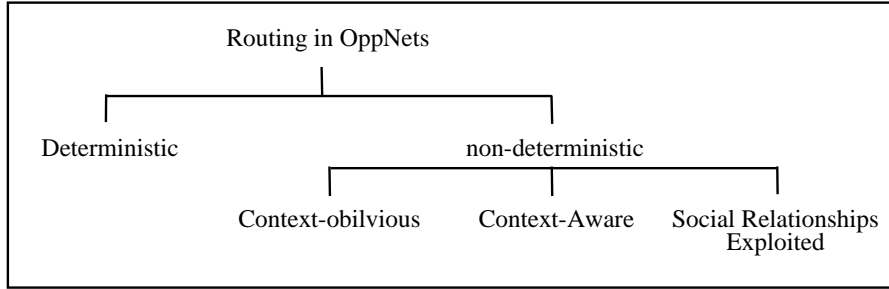 Routing in OppNets
Deterministic
non-deterministic
Context-obilvious
Context-Aware
Social Relationships
Exploited